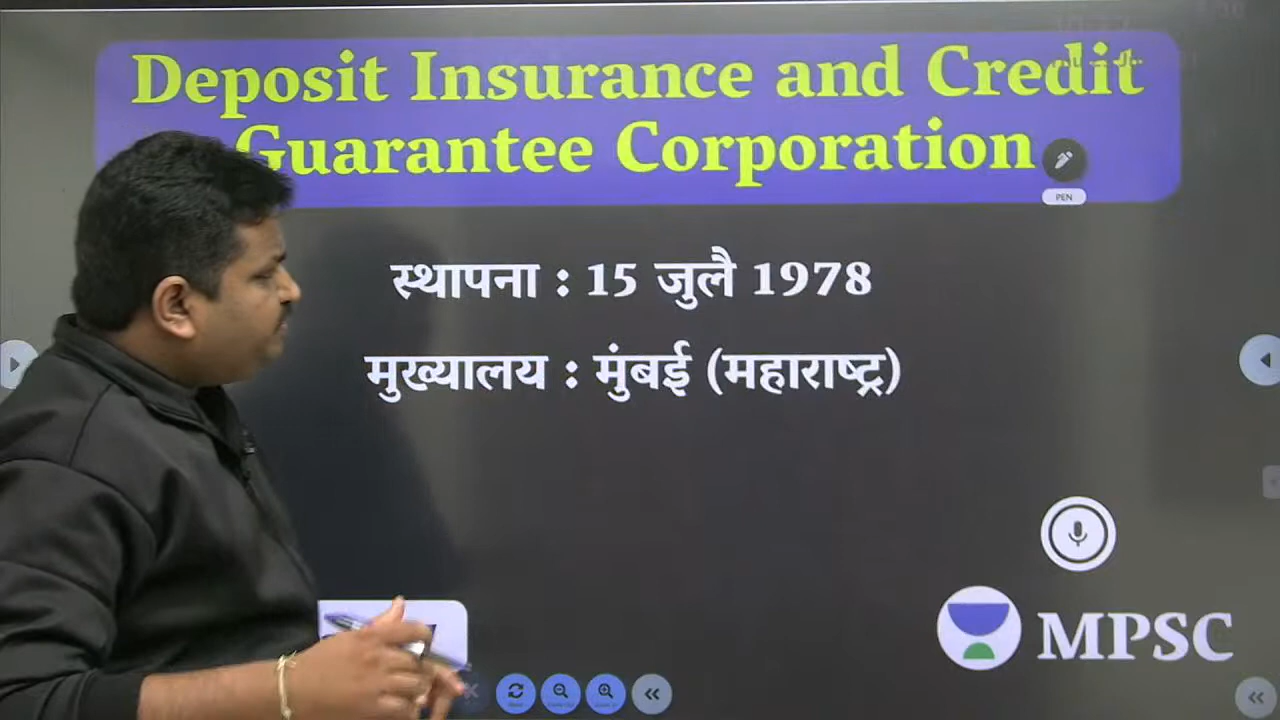 Deposit Insurance and Credit
Guarantee Corporation
PEN
स्थापना : 15 जुलै 1978
मुख्यालय : मुंबई (महाराष्ट्र)
MPSC